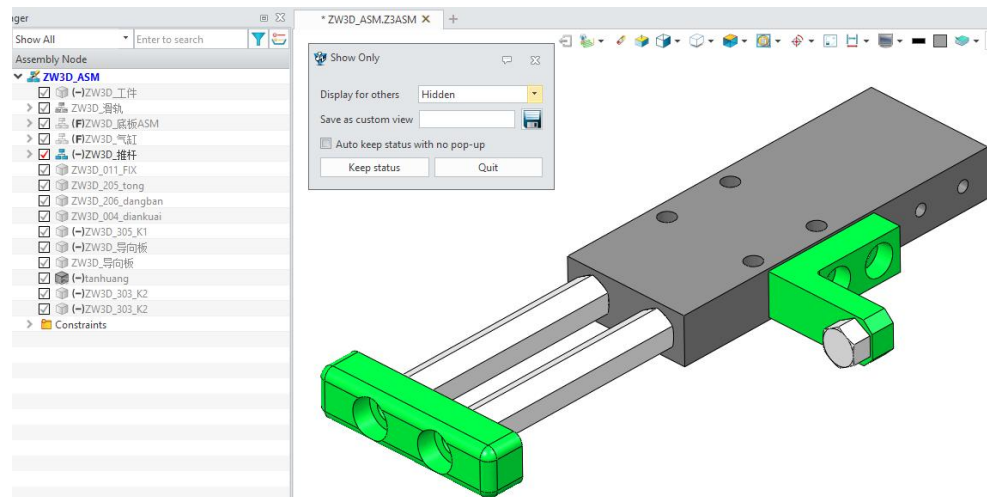 ger
* ZW3D_ASM.Z3ASM
Show All
Enter to search
Assembly Node
ZW3D_ASM
(-)ZW3D_工件
ZW3D_滑轨
(F)ZW3D_底板ASM
(F)ZW3D_气缸
(-)ZW3D_推杆
ZW3D_011_FIX
ZW3D_205_tong
ZW3D_206_dangban
ZW3D_004_diankuai
(-)ZW3D_305_K1
(-)ZW3D_导向板
ZW3D_导向板
(-)tanhuang
(-)ZW3D_303_K2
(-)ZW3D_303_K2
Constraints
Show Only
Display for others Hidden
Save as custom view
Auto keep status with no pop-up
Keep status Quit